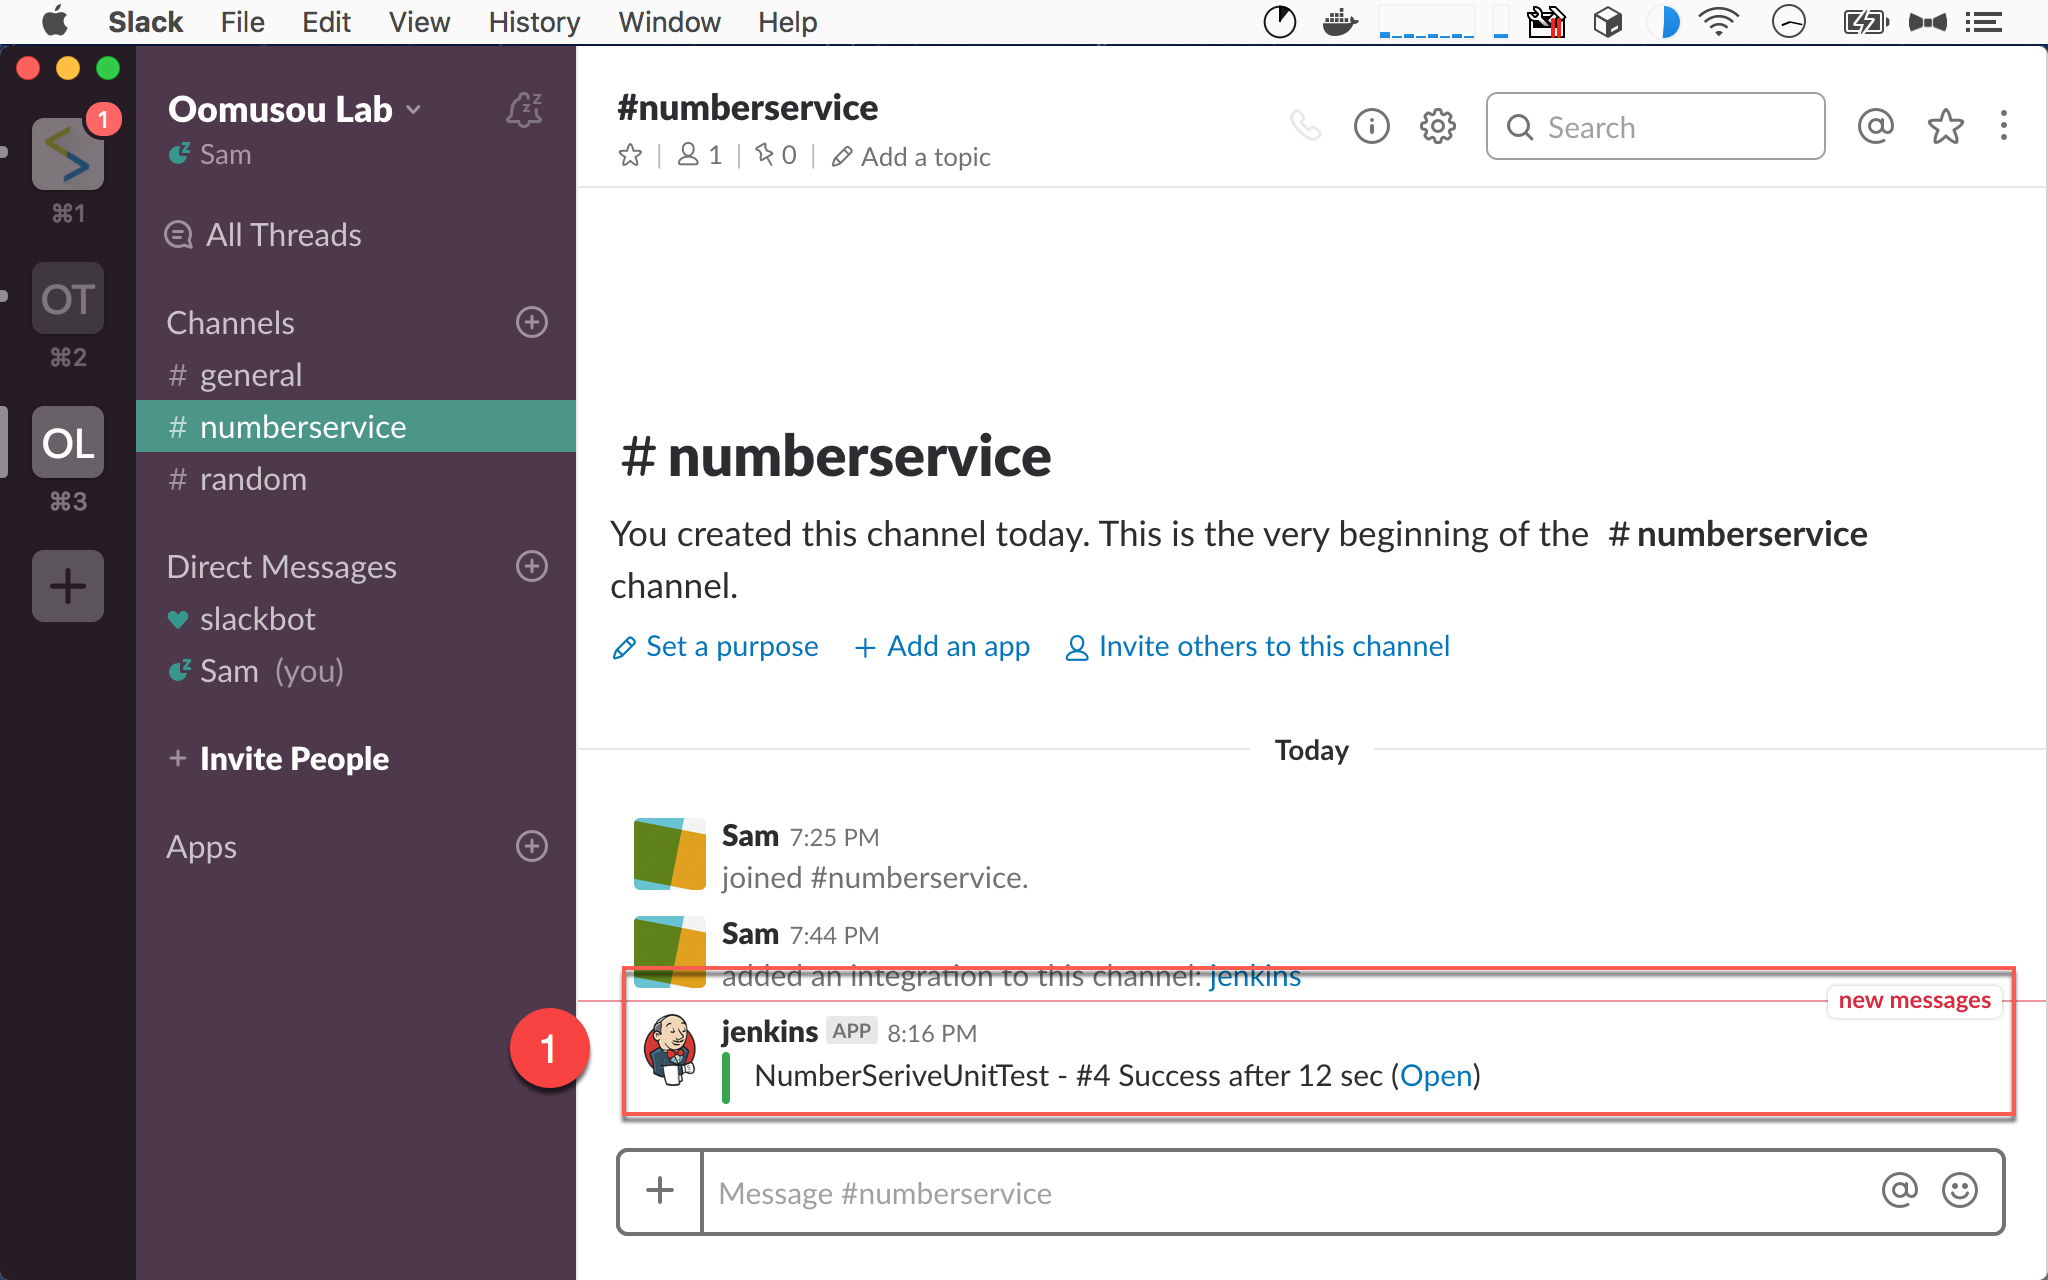 Slack File Edit View History Window Help
1
⌘1
OT
⌘2
OL
⌘3
Oomusou Lab
Sam
All Threads
Channels
# general
# numberservice
# random
Direct Messages
slackbot
Sam (you)
+ Invite People
Apps
#numberservice
1 | 0 | Add a topic
Search
# numberservice
You created this channel today. This is the very beginning of the # numberservice
channel.
Set a purpose + Add an app Invite others to this channel
Today
Sam 7:25 PM
joined #numberservice.
Sam 7:44 PM
added an integration to this channel: jenkins
new messages
1
jenkins APP 8:16 PM
NumberSeriveUnitTest - #4 Success after 12 sec (Open)
Message #numberservice